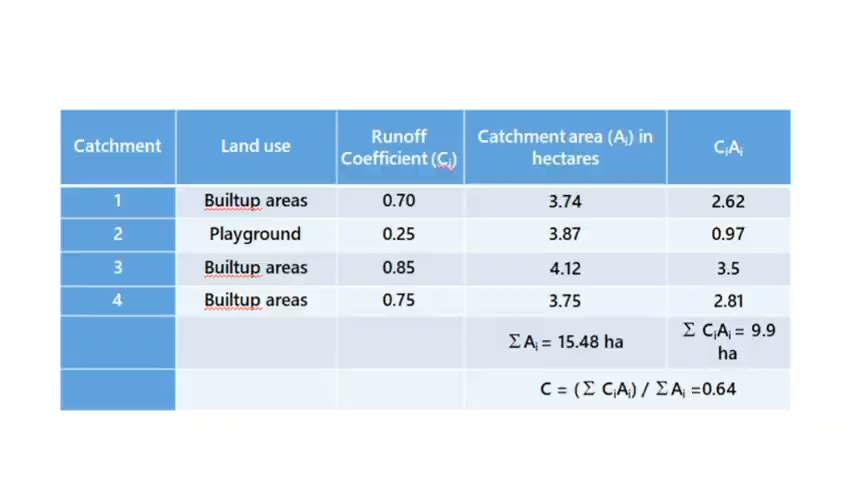 Catchment Land use Runoff Coefficient (Cᵢ) Catchment area (Aᵢ) in hectares CᵢAᵢ
1 Builtup areas 0.70 3.74 2.62
2 Playground 0.25 3.87 0.97
3 Builtup areas 0.85 4.12 3.5
4 Builtup areas 0.75 3.75 2.81
ΣAᵢ = 15.48 ha Σ CᵢAᵢ = 9.9 ha
C = (Σ CᵢAᵢ) / ΣAᵢ =0.64